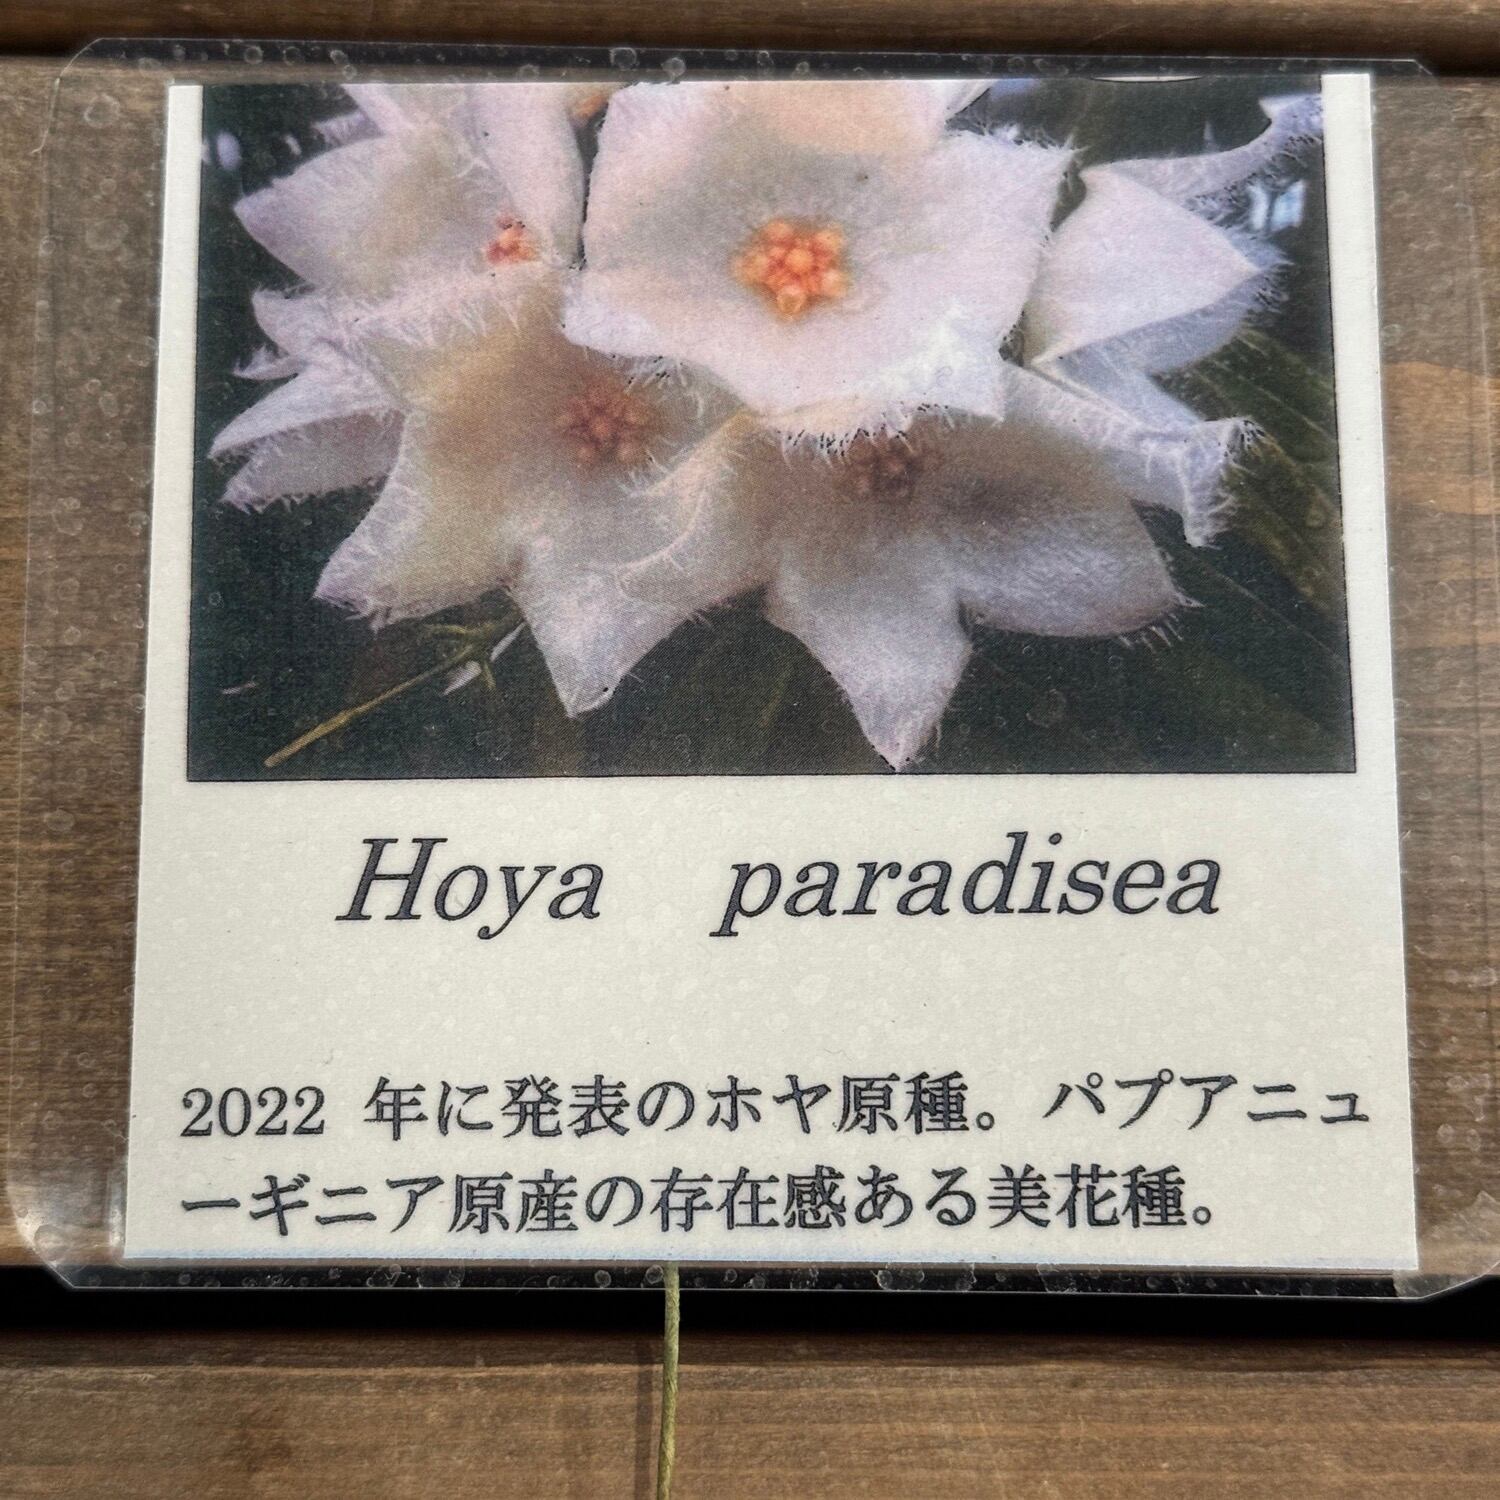 Hoya paradisea
2022 年に発表のホヤ原種。パプアニュ
ーギニア原産の存在感ある美花種。